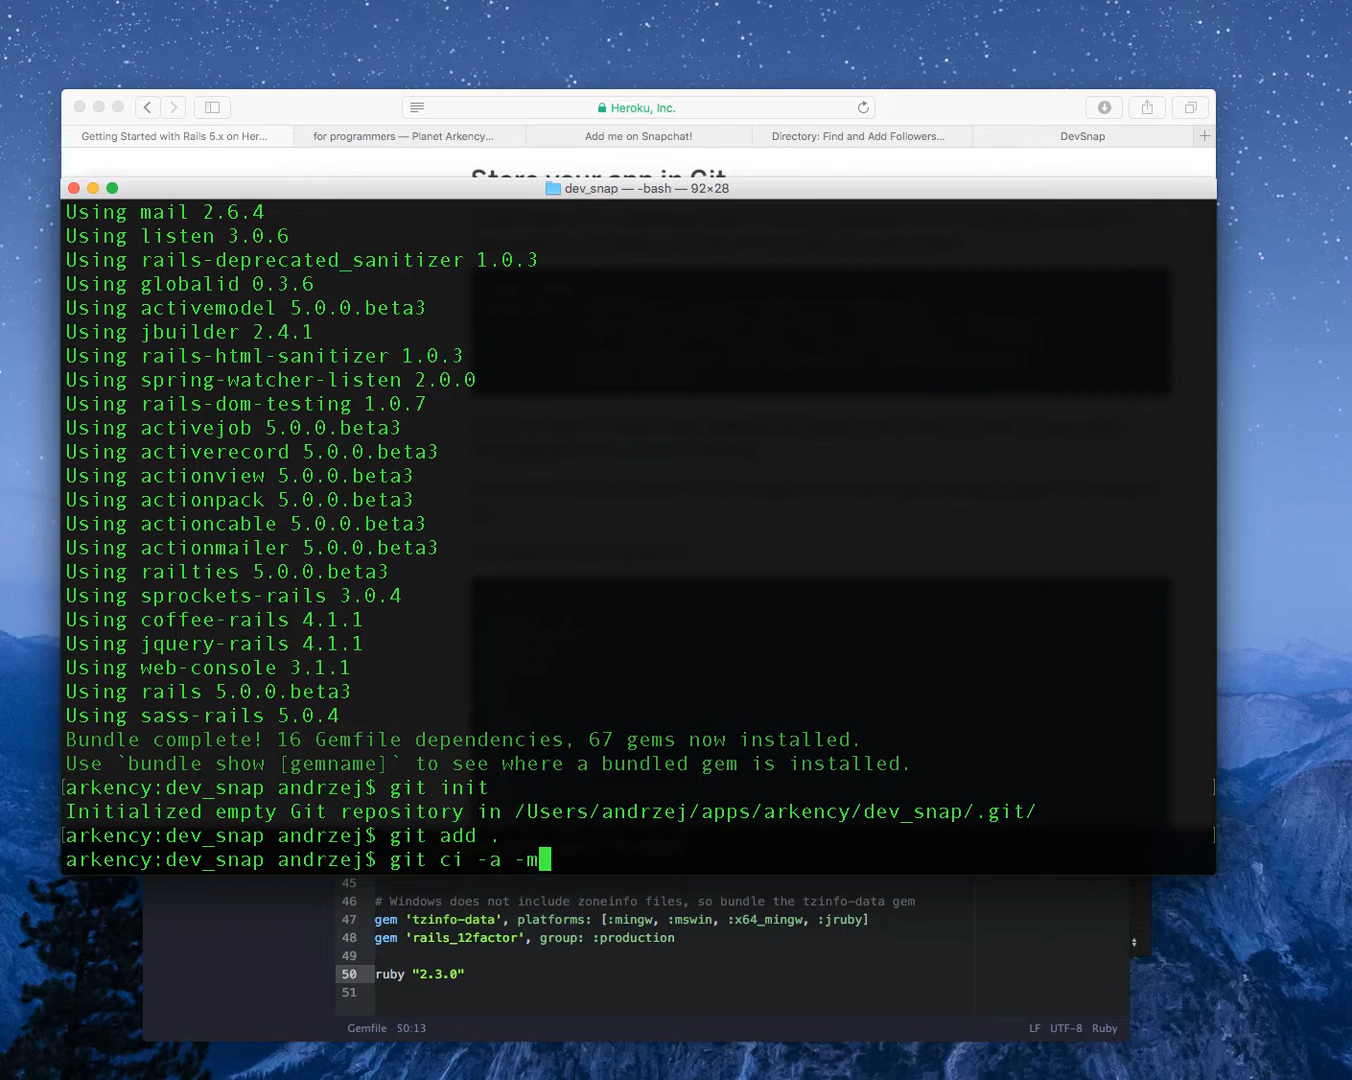 Heroku, Inc.
Getting Started with Rails 5.x on Her...
for programmers — Planet Arkency...
Add me on Snapchat!
Directory: Find and Add Followers...
DevSnap
Store your app in Git
dev_snap — -bash — 92×28
Using mail 2.6.4
Using listen 3.0.6
Using rails-deprecated_sanitizer 1.0.3
Using globalid 0.3.6
Using activemodel 5.0.0.beta3
Using jbuilder 2.4.1
Using rails-html-sanitizer 1.0.3
Using spring-watcher-listen 2.0.0
Using rails-dom-testing 1.0.7
Using activejob 5.0.0.beta3
Using activerecord 5.0.0.beta3
Using actionview 5.0.0.beta3
Using actionpack 5.0.0.beta3
Using actioncable 5.0.0.beta3
Using actionmailer 5.0.0.beta3
Using railties 5.0.0.beta3
Using sprockets-rails 3.0.4
Using coffee-rails 4.1.1
Using jquery-rails 4.1.1
Using web-console 3.1.1
Using rails 5.0.0.beta3
Using sass-rails 5.0.4
Bundle complete! 16 Gemfile dependencies, 67 gems now installed.
Use `bundle show [gemname]` to see where a bundled gem is installed.
[arkency:dev_snap andrzej$ git init ]
Initialized empty Git repository in /Users/andrzej/apps/arkency/dev_snap/.git/
[arkency:dev_snap andrzej$ git add . ]
arkency:dev_snap andrzej$ git ci -a -m
45
46 # Windows does not include zoneinfo files, so bundle the tzinfo-data gem
47 gem 'tzinfo-data', platforms: [:mingw, :mswin, :x64_mingw, :jruby]
48 gem 'rails_12factor', group: :production
49
50 ruby "2.3.0"
51
Gemfile 50:13
LF UTF-8 Ruby